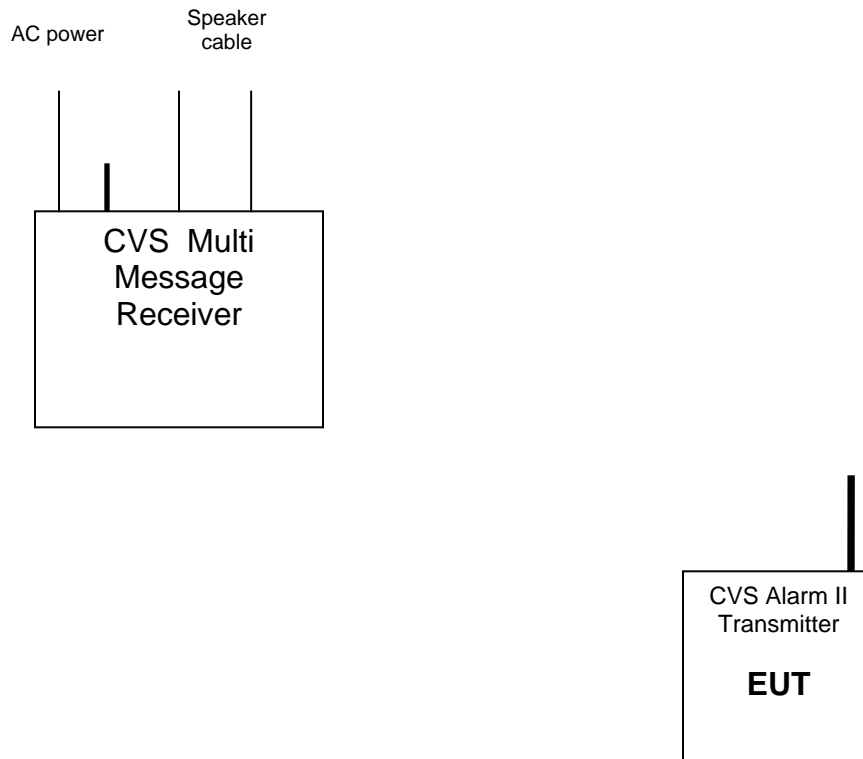 AC power
Speaker
cable
CVS Multi
Message
Receiver
CVS Alarm II
Transmitter
EUT